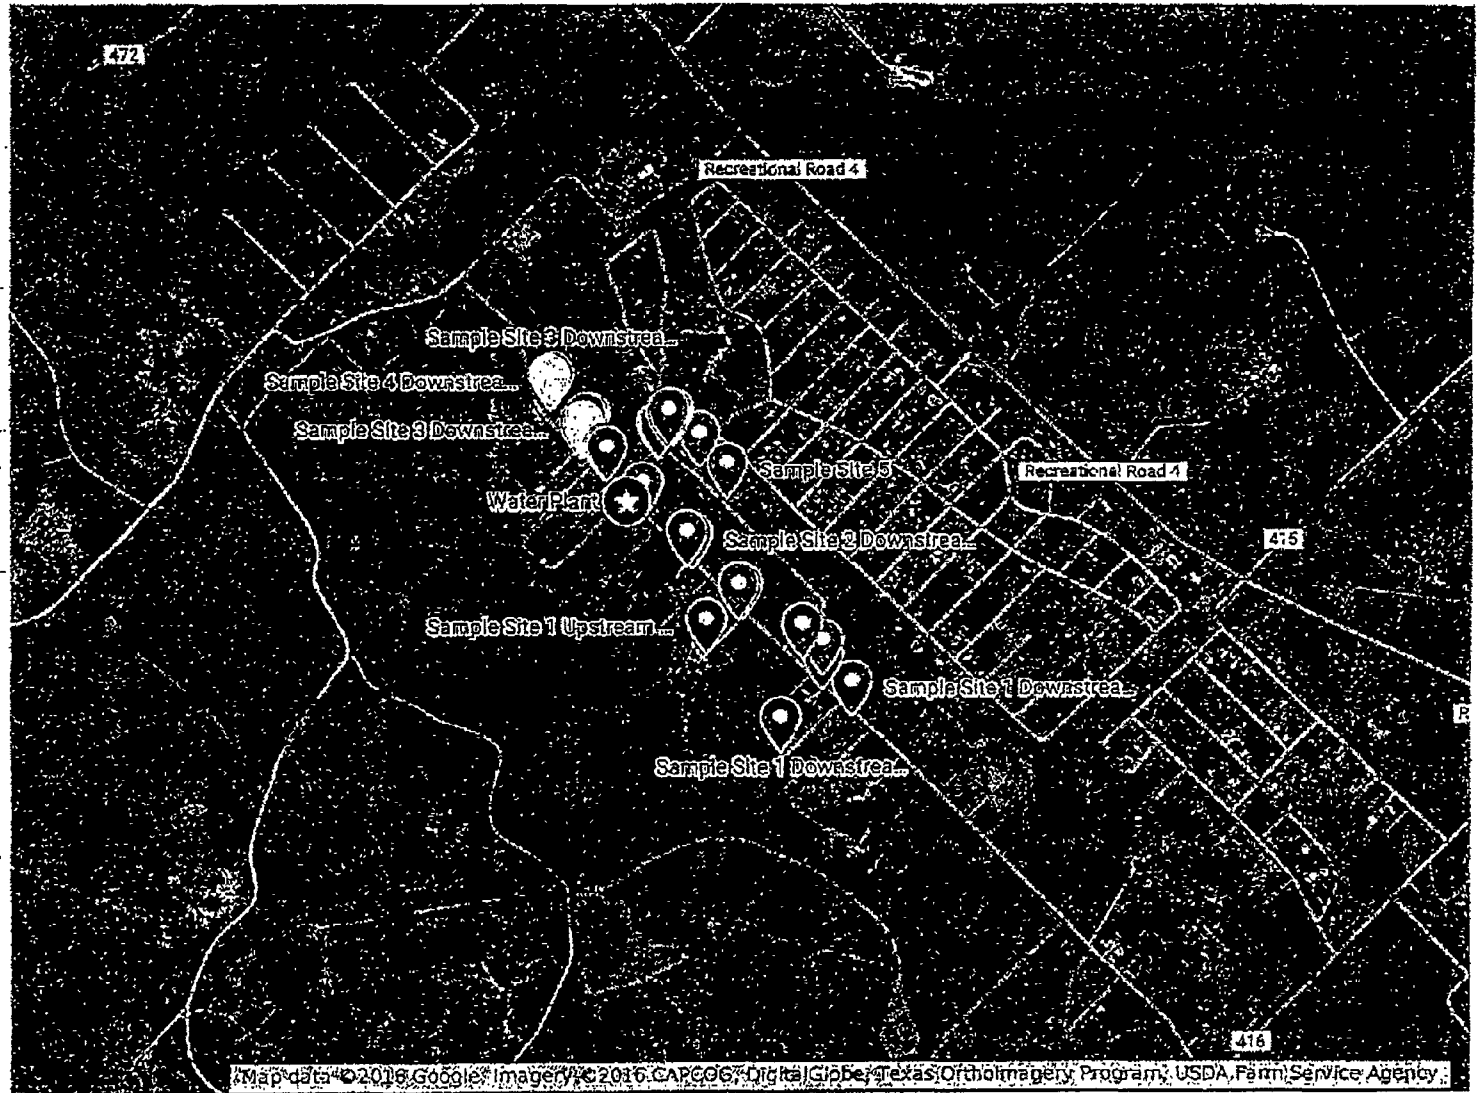 472
Recreational Road 4
Sample Site 3 Downstrea...
Sample Site 4 Downstrea...
Sample Site 3 Downstrea...
Sample Site 5
Recreational Road 4
Water Plant
Sample Site 2 Downstrea...
475
Sample Site 1 Upstream ...
Sample Site 1 Downstrea...
R
Sample Site 1 Downstrea...
416
Map data ©2016 Google, Imagery ©2016 CAPCOG, DigitalGlobe, Texas Orthoimagery Program, USDA Farm Service Agency